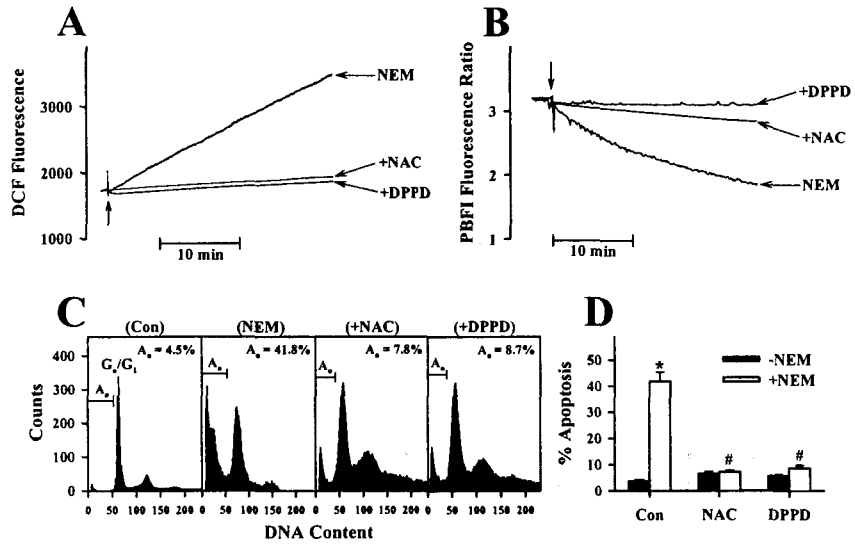 A
DCF Fluorescence
3000
2000
1000
NEM
+NAC
+DPPD
10 min
B
PBFI Fluorescence Ratio
3
2
1
+DPPD
+NAC
NEM
10 min
C
(Con)
(NEM)
(+NAC)
(+DPPD)
Counts
400
300
200
100
0
Aₒ = 4.5%
Gₒ/G₁
Aₒ
Aₒ = 41.8%
Aₒ
Aₒ = 7.8%
Aₒ
Aₒ = 8.7%
Aₒ
0 50 100 150 200
0 50 100 150 200
0 50 100 150 200
0 50 100 150 200
DNA Content
D
% Apoptosis
50
40
30
20
10
0
-NEM
+NEM
*
#
#
Con NAC DPPD